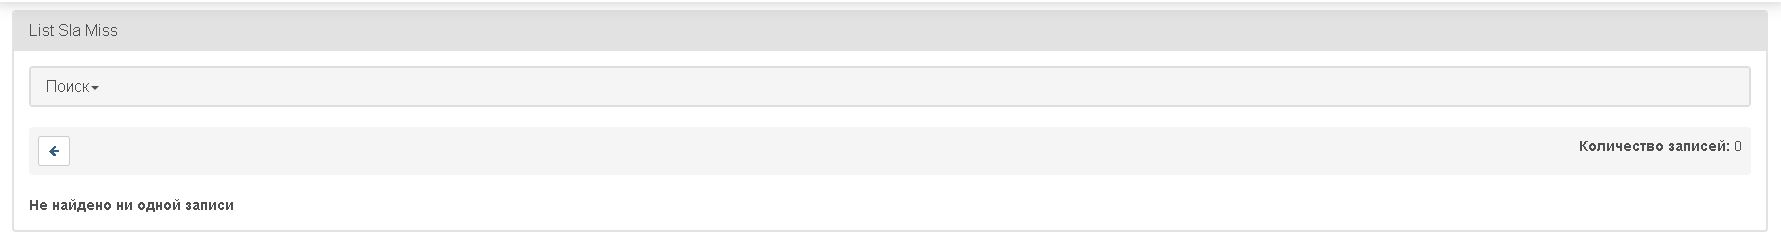 List Sla Miss
Поиск
Количество записей: 0
Не найдено ни одной записи